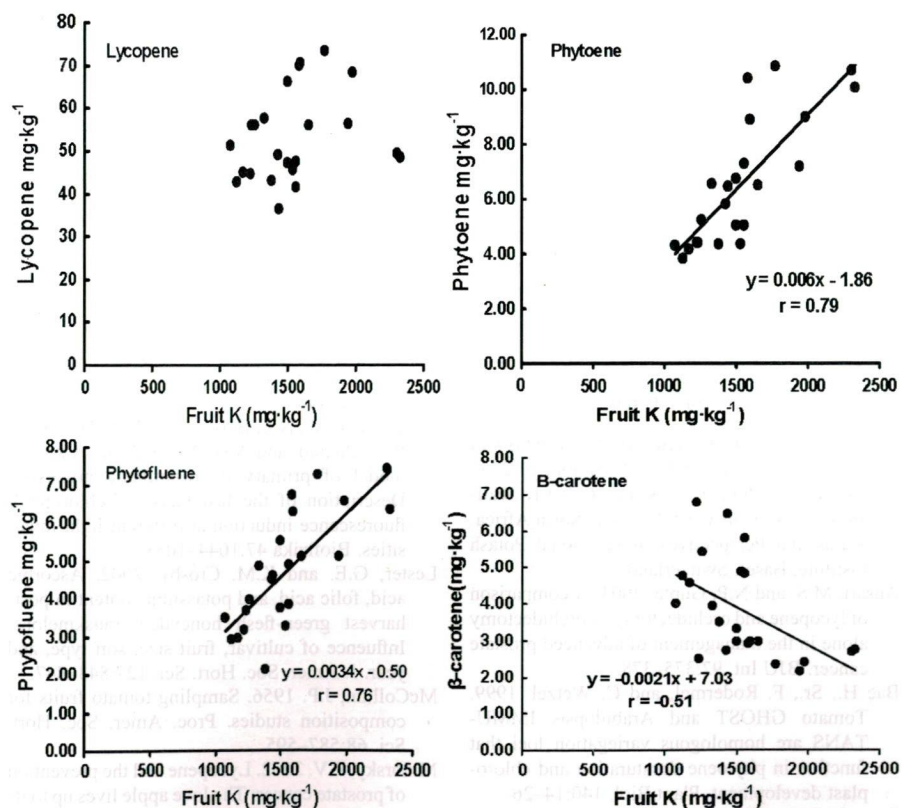 80
70
60
50
40
30
20
10
0
Lycopene mg·kg⁻¹
Lycopene
0 500 1000 1500 2000 2500
Fruit K (mg·kg⁻¹)
12.00
10.00
8.00
6.00
4.00
2.00
0.00
Phytoene mg·kg⁻¹
Phytoene
y = 0.006x - 1.86
r = 0.79
0 500 1000 1500 2000 2500
Fruit K (mg·kg⁻¹)
8.00
7.00
6.00
5.00
4.00
3.00
2.00
1.00
0.00
Phytofluene mg·kg⁻¹
Phytofluene
y = 0.0034x - 0.50
r = 0.76
0 500 1000 1500 2000 2500
Fruit K (mg·kg⁻¹)
8.00
7.00
6.00
5.00
4.00
3.00
2.00
1.00
0.00
β-carotene(mg·kg⁻¹)
B-carotene
y = -0.0021x + 7.03
r = -0.51
0 500 1000 1500 2000 2500
Fruit K (mg·kg⁻¹)